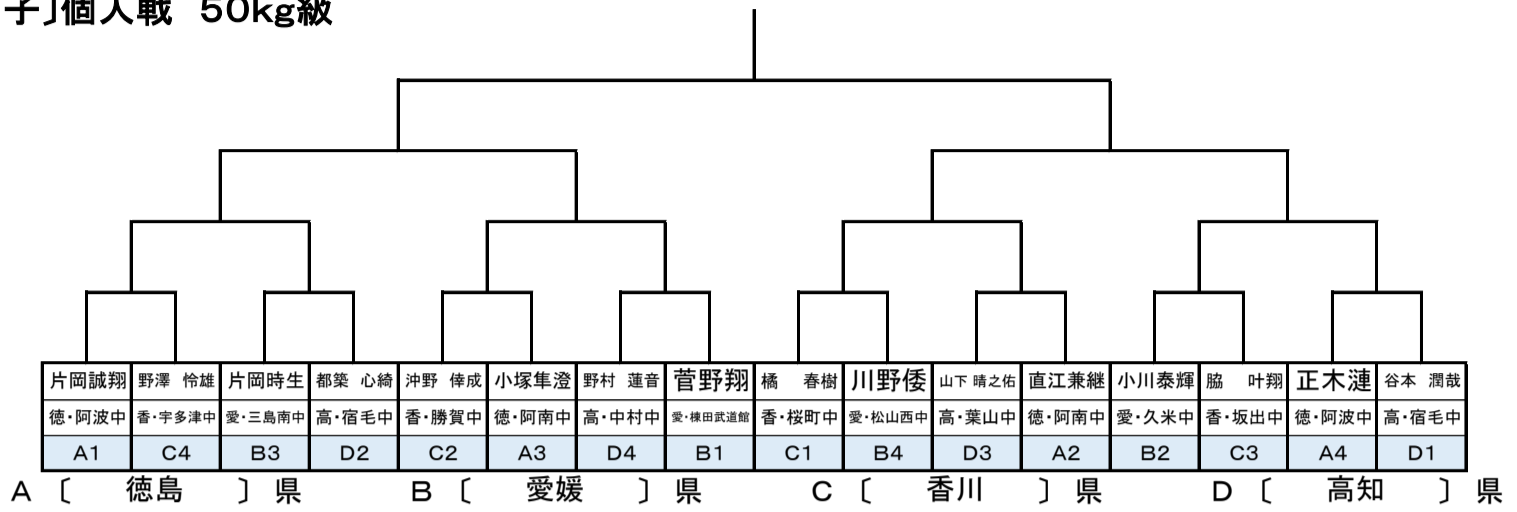 子」個人戦 50kg級
片岡誠翔 野澤 怜雄 片岡時生 都築 心綺 沖野 倖成 小塚隼澄 野村 蓮音 菅野翔 橘 春樹 川野倭 山下 晴之佑 直江兼継 小川泰輝 脇 叶翔 正木漣 谷本 潤哉
徳・阿波中 香・宇多津中 愛・三島南中 高・宿毛中 香・勝賀中 徳・阿南中 高・中村中 愛・棟田武道館 香・桜町中 愛・松山西中 高・葉山中 徳・阿南中 愛・久米中 香・坂出中 徳・阿波中 高・宿毛中
A1 C4 B3 D2 C2 A3 D4 B1 C1 B4 D3 A2 B2 C3 A4 D1
A 〔 徳島 〕 県 B 〔 愛媛 〕 県 C 〔 香川 〕 県 D 〔 高知 〕 県